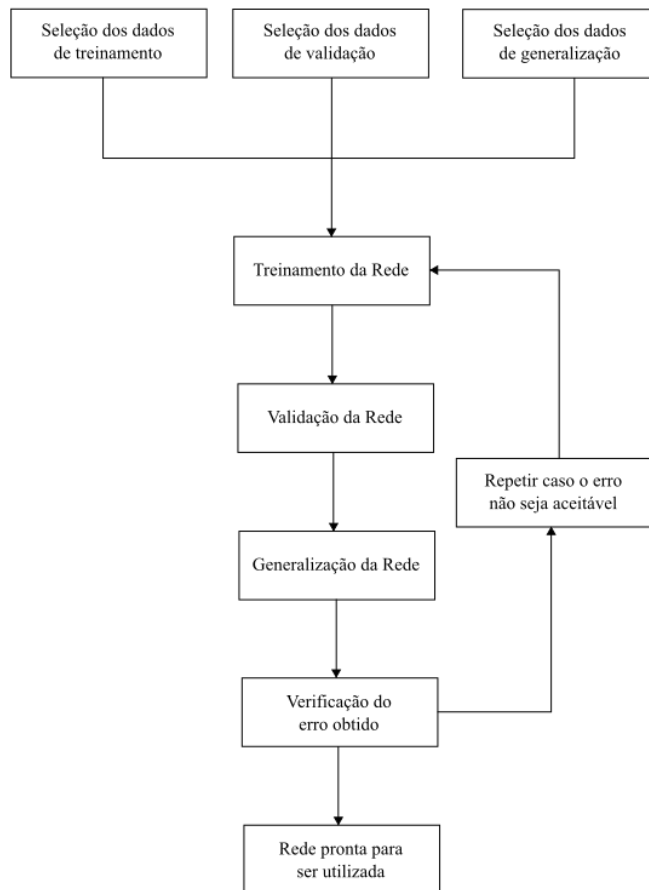 Seleção dos dados
de treinamento
Seleção dos dados
de validação
Seleção dos dados
de generalização
Treinamento da Rede
Validação da Rede
Repetir caso o erro
não seja aceitável
Generalização da Rede
Verificação do
erro obtido
Rede pronta para
ser utilizada